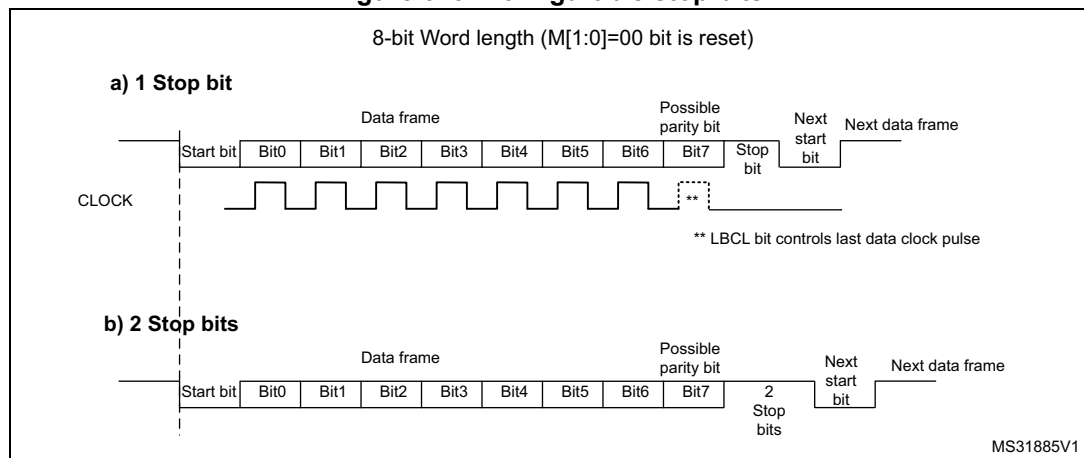 8-bit Word length (M[1:0]=00 bit is reset)
a) 1 Stop bit
Data frame
Possible
parity bit
Next
start
bit
Next data frame
Start bit Bit0 Bit1 Bit2 Bit3 Bit4 Bit5 Bit6 Bit7 Stop
bit
CLOCK
**
** LBCL bit controls last data clock pulse
b) 2 Stop bits
Data frame
Possible
parity bit
Next
start
bit
Next data frame
Start bit Bit0 Bit1 Bit2 Bit3 Bit4 Bit5 Bit6 Bit7 2
Stop
bits
MS31885V1